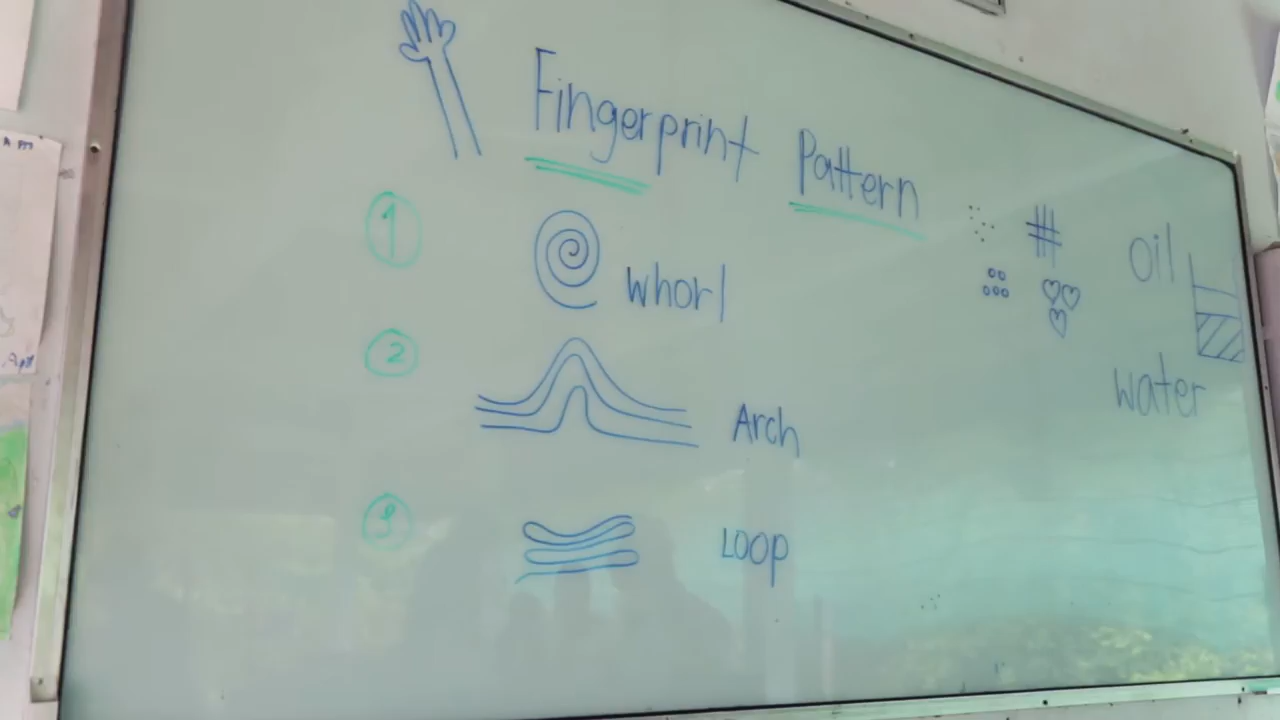 Fingerprint Pattern
1
whorl
2
Arch
3
Loop
oil
water